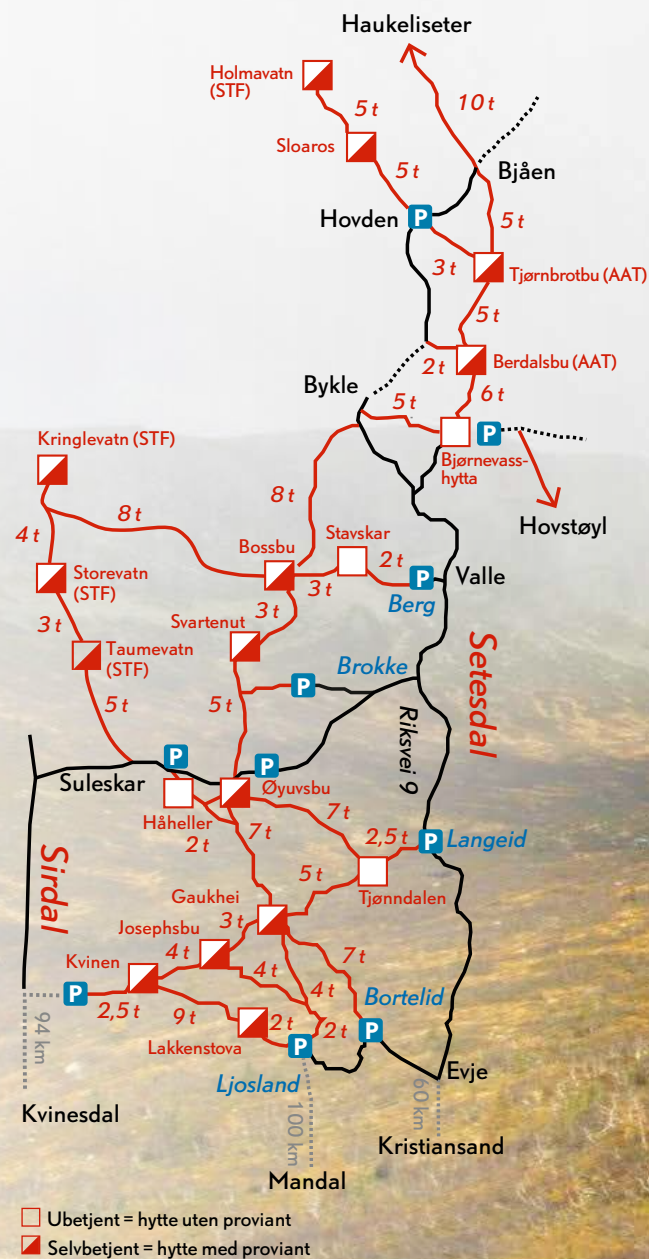 Haukeliseter
Holmavatn
(STF)
10 t
5 t
Sloaros
5 t
Bjåen
Hovden
P
5 t
3 t
Tjørnbrotbu (AAT)
5 t
2 t
Berdalsbu (AAT)
Bykle
6 t
5 t
P
Bjørnevass-
hytta
Kringlevatn (STF)
8 t
8 t
Hovstøyl
4 t
Stavskar
Bossbu
2 t
3 t
P
Valle
Storevatn
(STF)
Berg
3 t
3 t
Svartenut
Taumevatn
(STF)
Brokke
Setesdal
P
5 t
5 t
Riksvei 9
P
P
Suleskar
Øyuvsbu
Håheller
2 t
7 t
7 t
2,5 t
P
Langeid
Sirdal
5 t
Tjønndalen
Gaukhei
3 t
Josephsbu
4 t
Kvinen
7 t
4 t
4 t
P
2,5 t
Bortelid
9 t
2 t
2 t
P
Lakkenstova
P
94 km
Ljosland
Evje
60 km
Kvinesdal
100 km
Kristiansand
Mandal
Ubetjent = hytte uten proviant
Selvbetjent = hytte med proviant